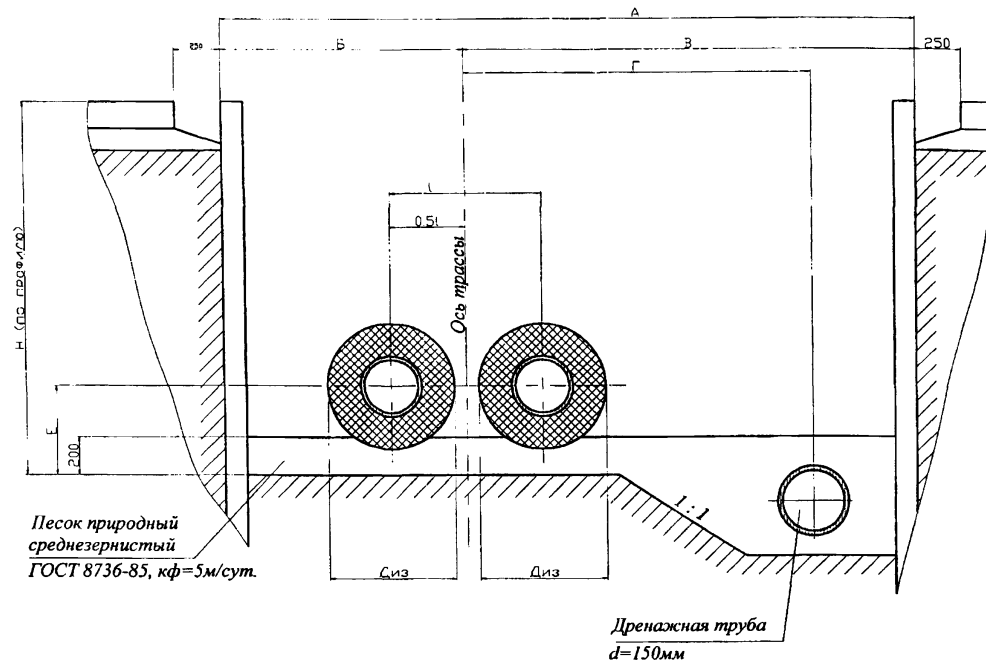 А
250
Б
В
250
Г
l
0.5l
Ось трассы
Н (по профилю)
Е
200
1:1
Песок природный
среднезернистый
ГОСТ 8736-85, кф=5м/сут.
Диз
Диз
Дренажная труба
d=150мм